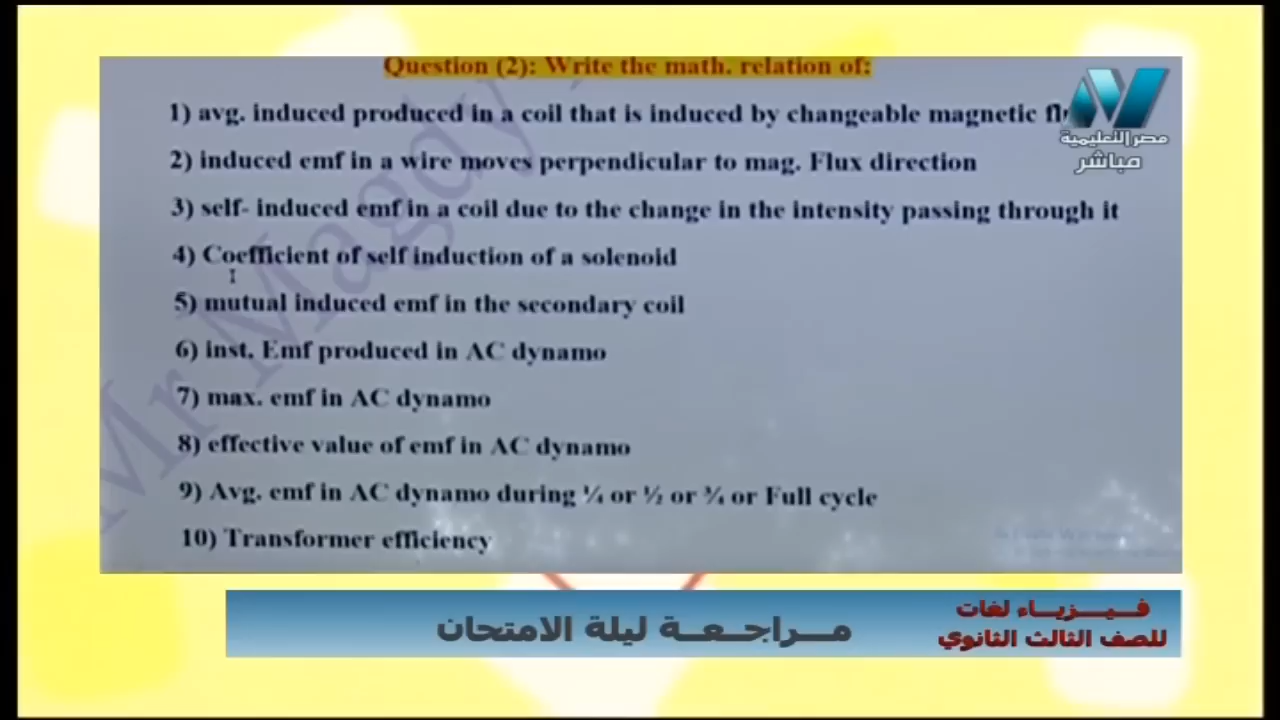 Question (2): Write the math. relation of:
1) avg. induced produced in a coil that is induced by changeable magnetic
2) induced emf in a wire moves perpendicular to mag. Flux direction
3) self- induced emf in a coil due to the change in the intensity passing through it
4) Coefficient of self induction of a solenoid
5) mutual induced emf in the secondary coil
6) inst. Emf produced in AC dynamo
7) max. emf in AC dynamo
8) effective value of emf in AC dynamo
9) Avg. emf in AC dynamo during ¼ or ½ or ¾ or Full cycle
10) Transformer efficiency
Mr Magdy
مصر التعليمية
مباشر
فـــيـــزيـــاء لغات
للصف الثالث الثانوي
مـــراجـــعـــة ليلة الامتحان